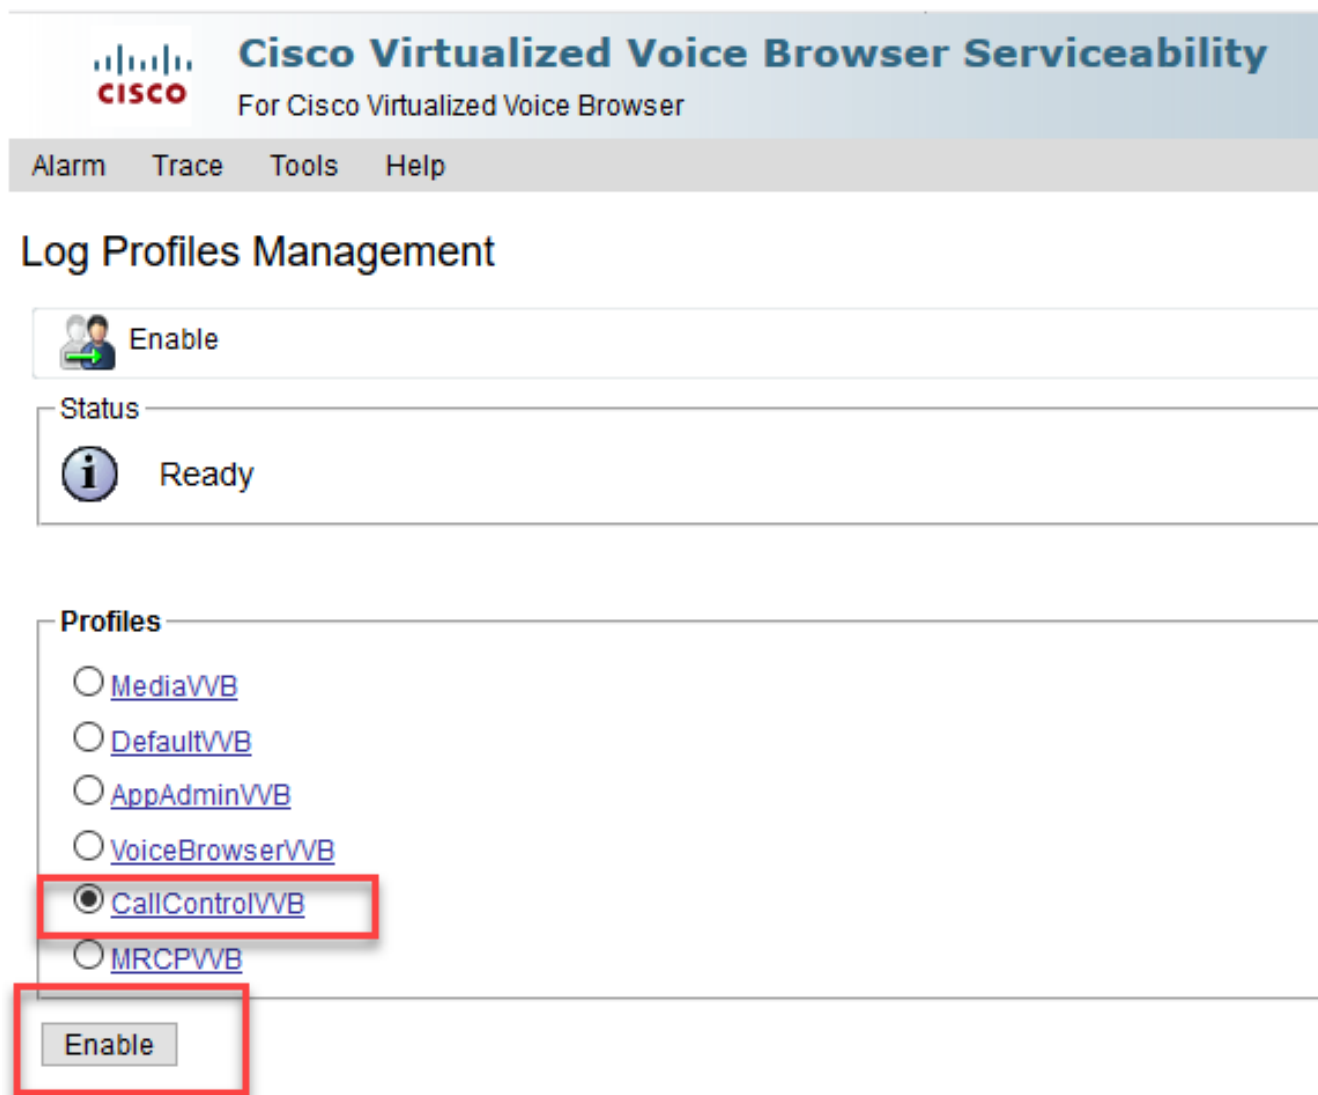 Cisco Virtualized Voice Browser Serviceability
CISCO
For Cisco Virtualized Voice Browser
Alarm Trace Tools Help
Log Profiles Management
Enable
Status
i Ready
Profiles
MediaVVB
DefaultVVB
AppAdminVVB
VoiceBrowserVVB
CallControlVVB
MRCPVVB
Enable